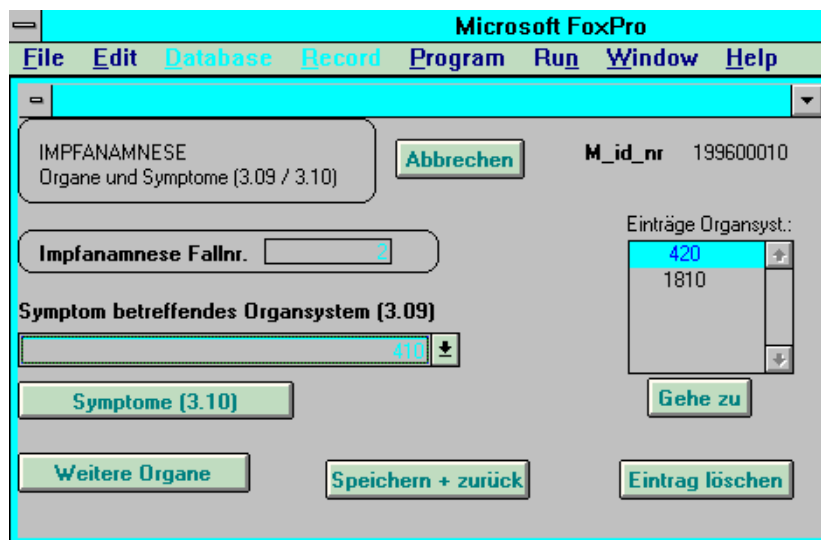 Microsoft FoxPro
File Edit Database Record Program Run Window Help
IMPFANAMNESE
Organe und Symptome (3.09 / 3.10)
Abbrechen
M_id_nr 199600010
Impfanamnese Fallnr. 2
Einträge Organsyst.:
420
1810
Symptom betreffendes Organsystem (3.09)
410
Symptome (3.10)
Gehe zu
Weitere Organe
Speichern + zurück
Eintrag löschen